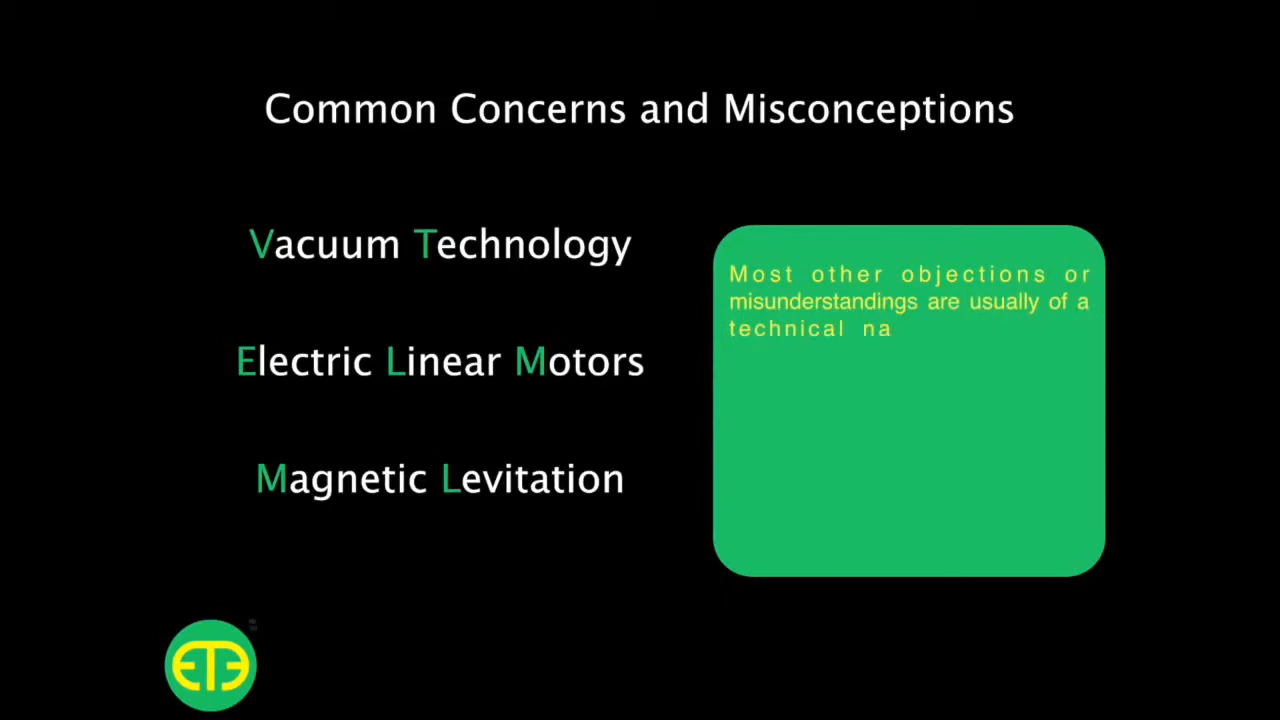 Common Concerns and Misconceptions
Vacuum Technology
Electric Linear Motors
Magnetic Levitation
Most other objections or
misunderstandings are usually of a
technical na
ET3